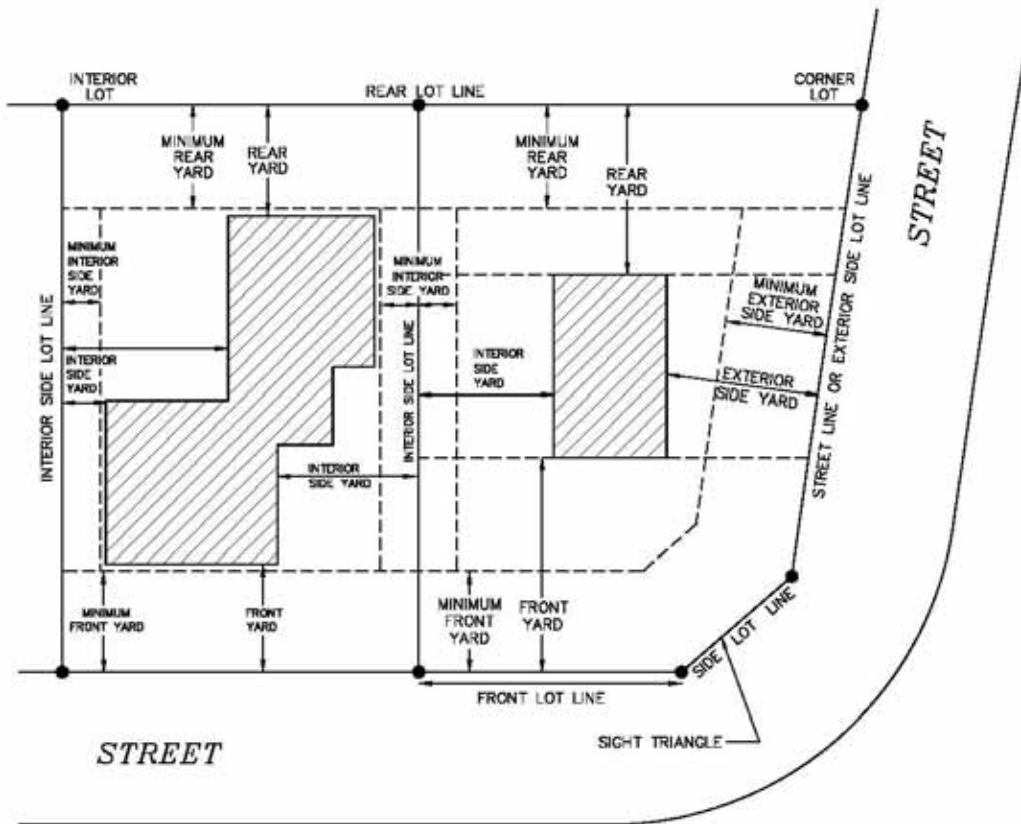 INTERIOR
LOT
REAR LOT LINE
CORNER
LOT
MINIMUM
REAR
YARD
REAR
YARD
MINIMUM
REAR
YARD
REAR
YARD
STREET
MINIMUM
INTERIOR
SIDE
YARD
MINIMUM
INTERIOR
SIDE YARD
MINIMUM
EXTERIOR
SIDE YARD
INTERIOR SIDE LOT LINE
INTERIOR
SIDE
YARD
INTERIOR SIDE LOT LINE
INTERIOR
SIDE
YARD
EXTERIOR
SIDE YARD
STREET LINE OR EXTERIOR SIDE LOT LINE
INTERIOR
SIDE YARD
MINIMUM
FRONT YARD
FRONT
YARD
MINIMUM
FRONT
YARD
FRONT
YARD
SIDE LOT LINE
FRONT LOT LINE
SIGHT TRIANGLE
STREET